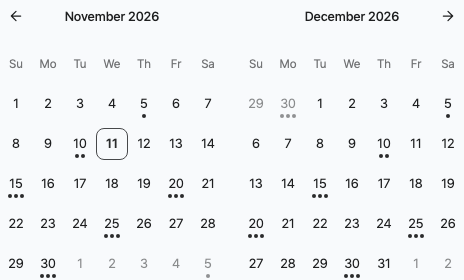 November 2026
Su Mo Tu We Th Fr Sa
1 2 3 4 5 6 7
8 9 10 11 12 13 14
15 16 17 18 19 20 21
22 23 24 25 26 27 28
29 30 1 2 3 4 5
December 2026
Su Mo Tu We Th Fr Sa
29 30 1 2 3 4 5
6 7 8 9 10 11 12
13 14 15 16 17 18 19
20 21 22 23 24 25 26
27 28 29 30 31 1 2